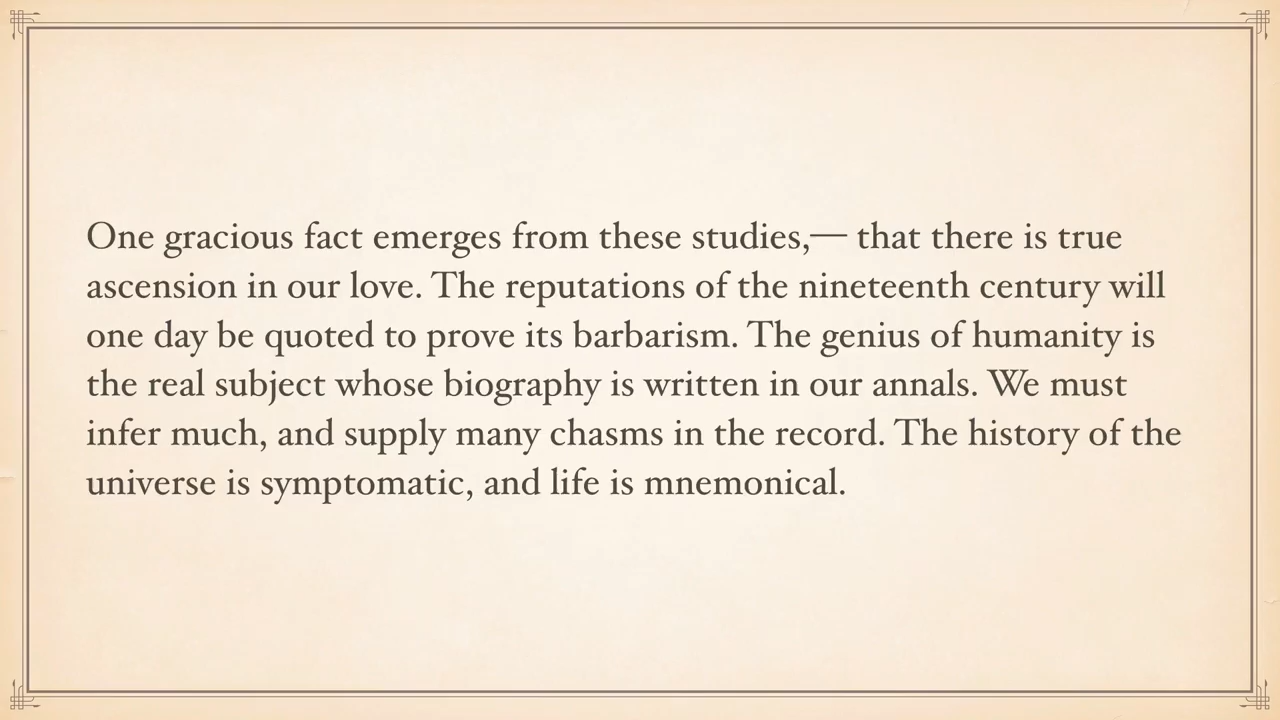 One gracious fact emerges from these studies,— that there is true
ascension in our love. The reputations of the nineteenth century will
one day be quoted to prove its barbarism. The genius of humanity is
the real subject whose biography is written in our annals. We must
infer much, and supply many chasms in the record. The history of the
universe is symptomatic, and life is mnemonical.